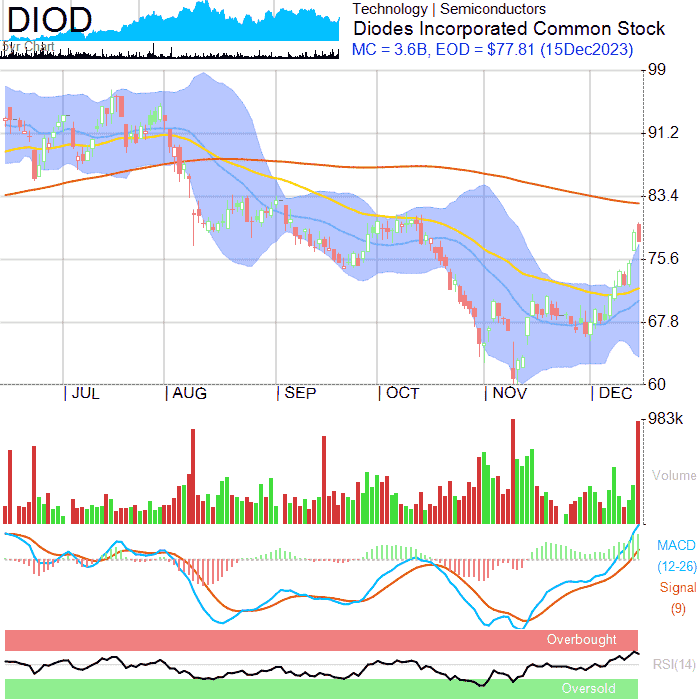 DIOD
5yr Chart
Technology | Semiconductors
Diodes Incorporated Common Stock
MC = 3.6B, EOD = $77.81 (15Dec2023)
99
91.2
83.4
75.6
67.8
60
| JUL | AUG | SEP | OCT | NOV | DEC
983k
Volume
MACD
(12-26)
Signal
(9)
Overbought
RSI(14)
Oversold